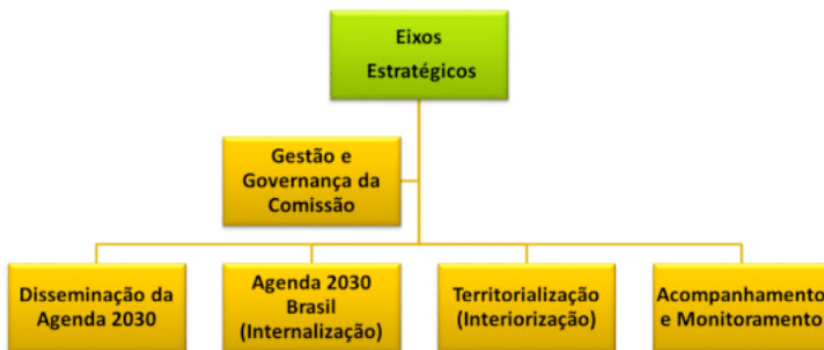 Eixos
Estratégicos
Gestão e
Governança da
Comissão
Disseminação da
Agenda 2030
Agenda 2030
Brasil
(Internalização)
Territorialização
(Interiorização)
Acompanhamento
e Monitoramento